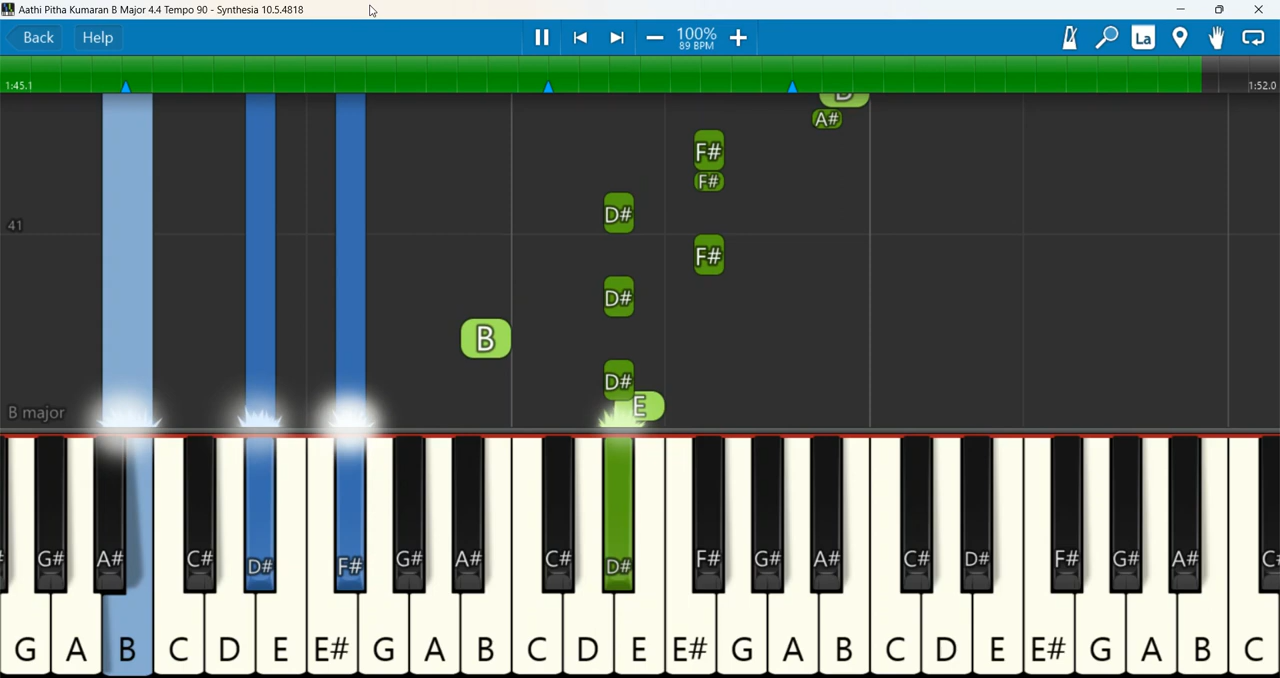 Aathi Pitha Kumaran B Major 4.4 Tempo 90 - Synthesia 10.5.4818
Back Help 100% La
89 BPM
1:45.1 1:52.0
A#
F#
F#
D#
41
F#
D#
B
D#
E
B major
G# A# C# D# F# G# A# C# D# F# G# A# C# D# F# G# A#
G A B C D E E# G A B C D E E# G A B C D E E# G A B C